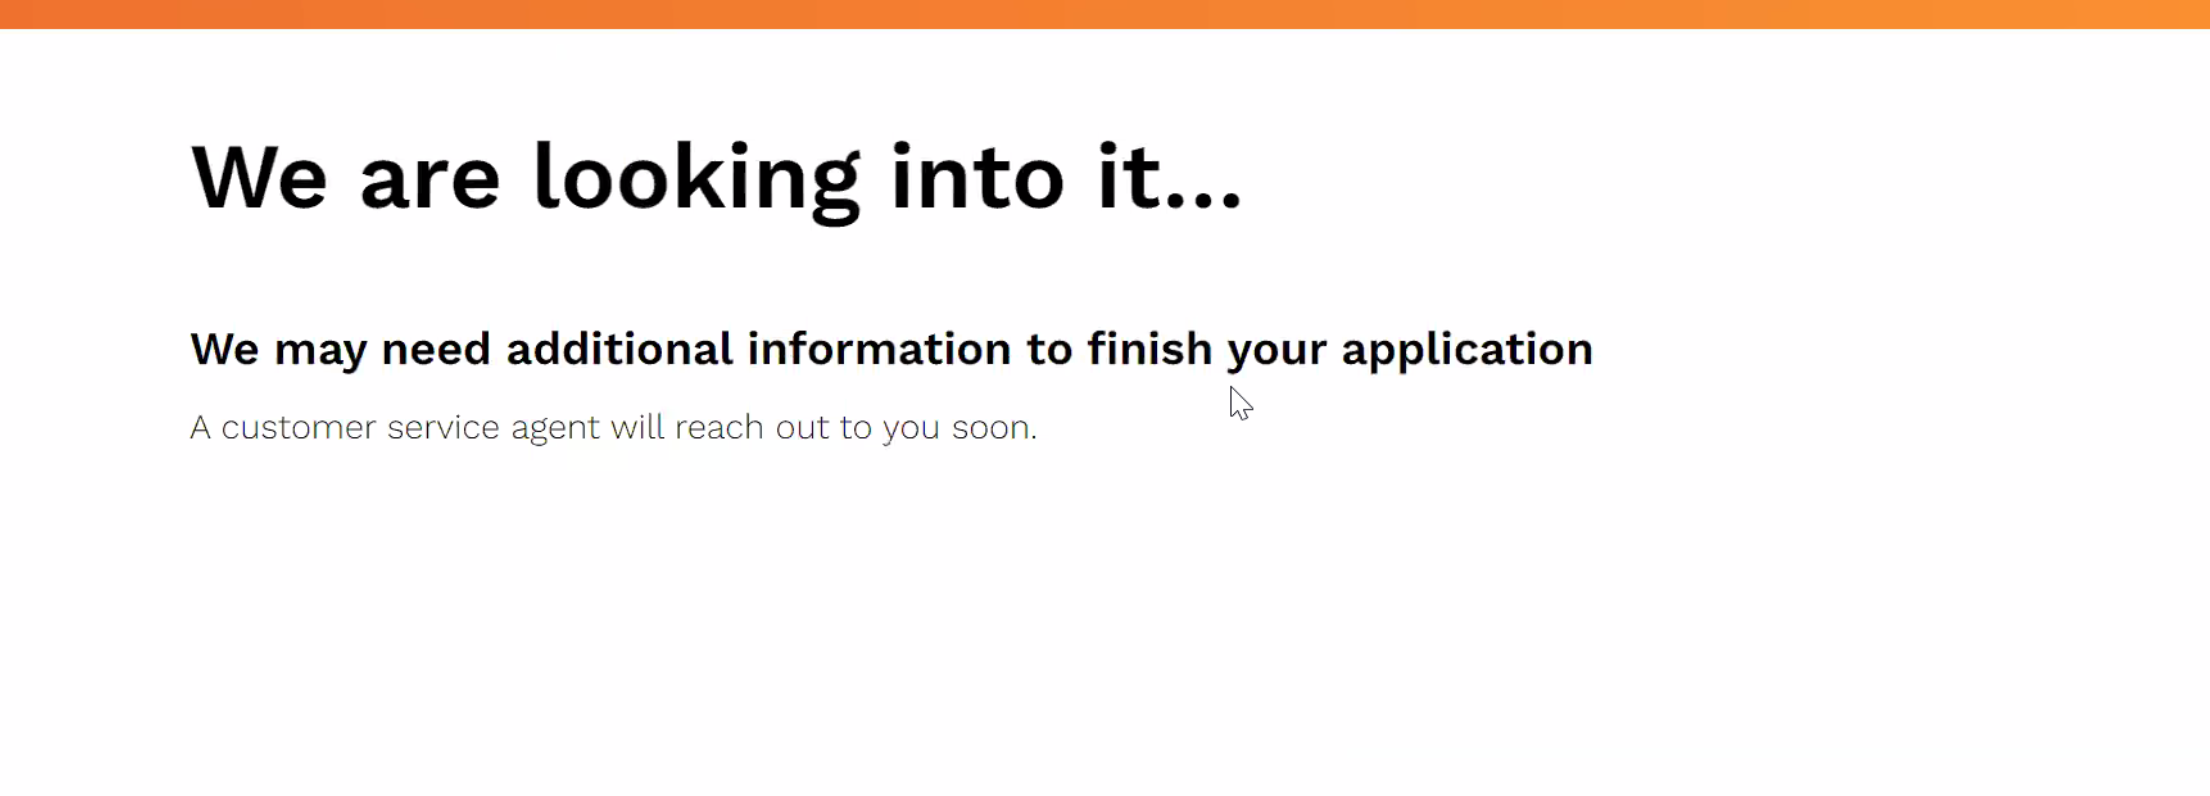 We are looking into it...
We may need additional information to finish your application
A customer service agent will reach out to you soon.